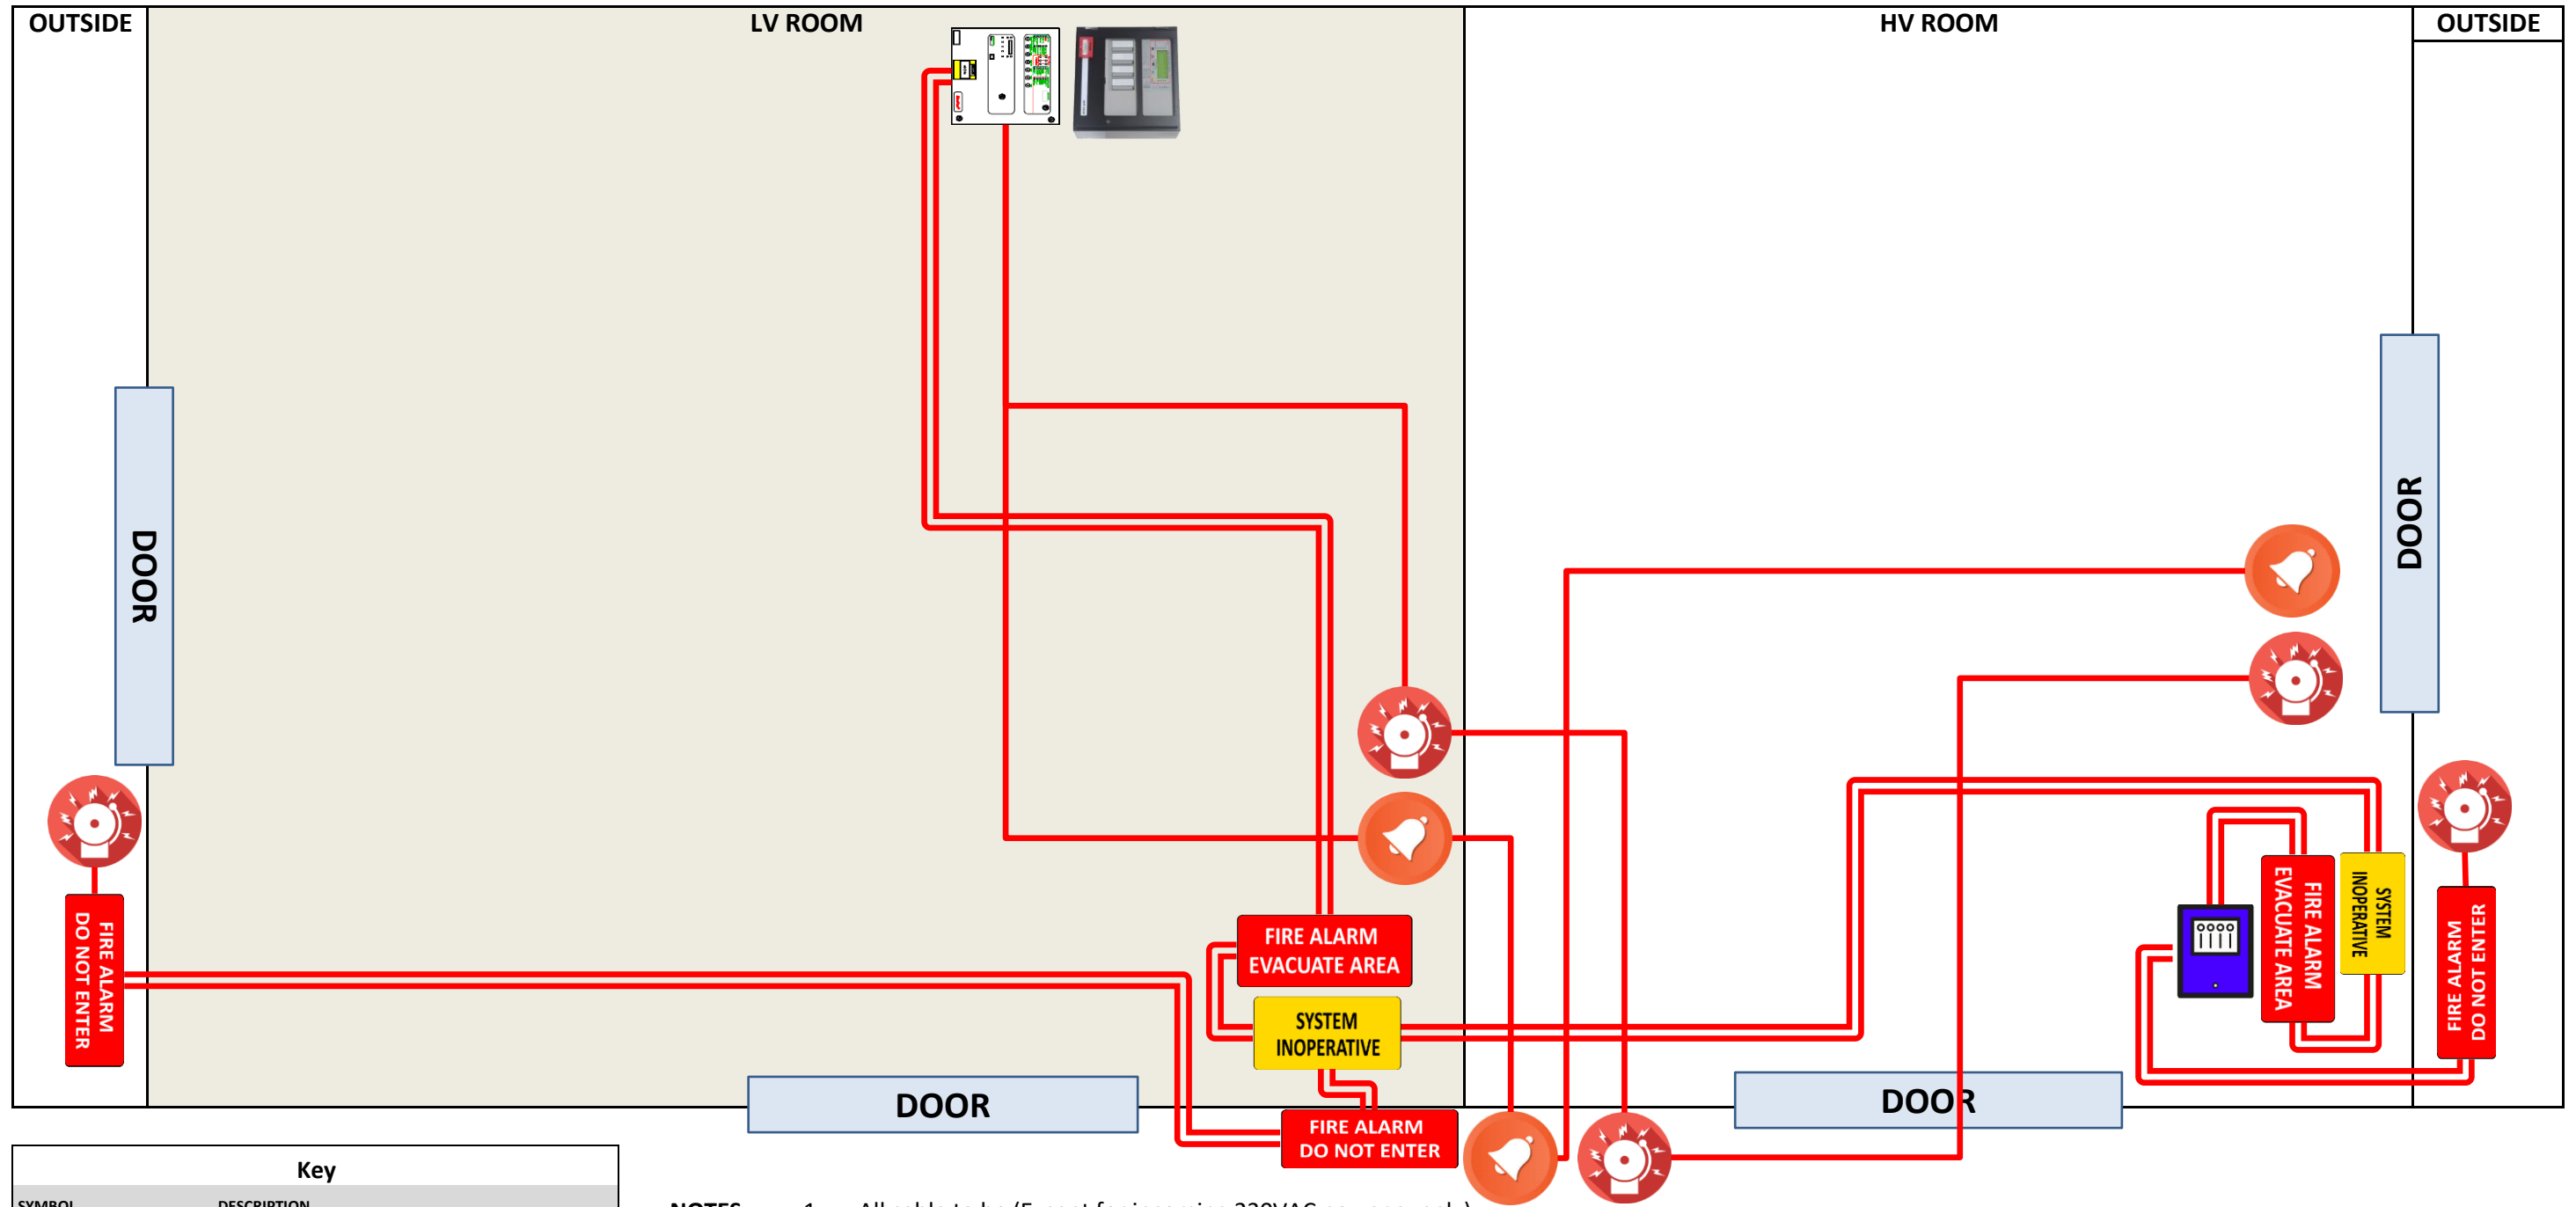 OUTSIDE
LV ROOM
HV ROOM
OUTSIDE
DOOR
DOOR
FIRE ALARM
DO NOT ENTER
FIRE ALARM
EVACUATE AREA
SYSTEM
INOPERATIVE
FIRE ALARM
EVACUATE AREA
SYSTEM
INOPERATIVE
FIRE ALARM
DO NOT ENTER
DOOR
DOOR
FIRE ALARM
DO NOT ENTER
Key
SYMBOL DESCRIPTION
NOTES 1